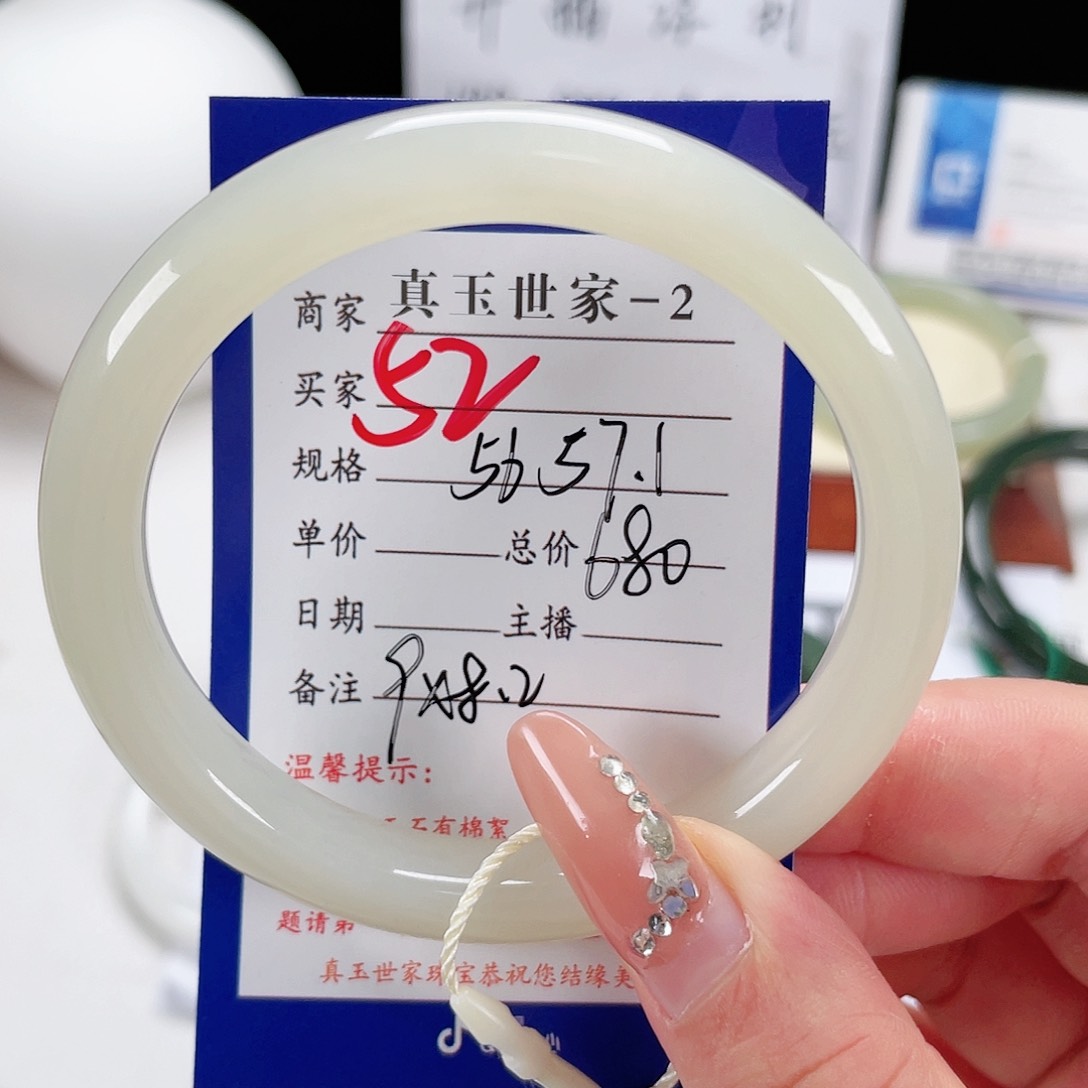 商家 真玉世家-2
买家 52
规格 56 57.1
单价 总价 680
日期 主播
备注 9x8.2
温馨提示：
有棉絮
题请第
真玉世家珠宝恭祝您结缘美